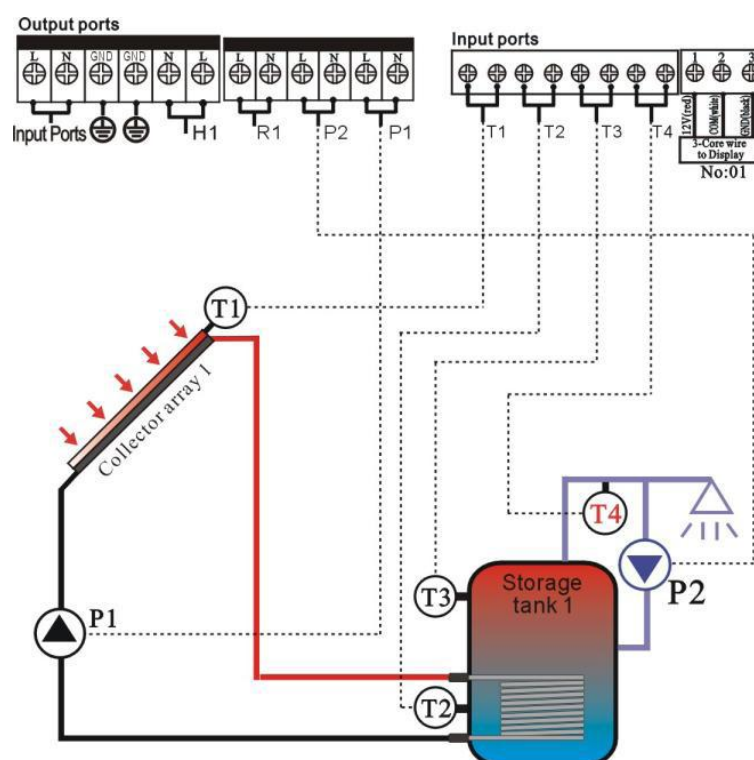 Output ports
Input ports
L N GND GND N L
L N L N L N
1 2 3
Input Ports H1 R1 P2 P1 T1 T2 T3 T4
12V(red) COM(white) GND(black)
3-Core wire
to Display
No:01
T1
Collector array 1
T4
T3
Storage
tank 1
P2
P1
T2